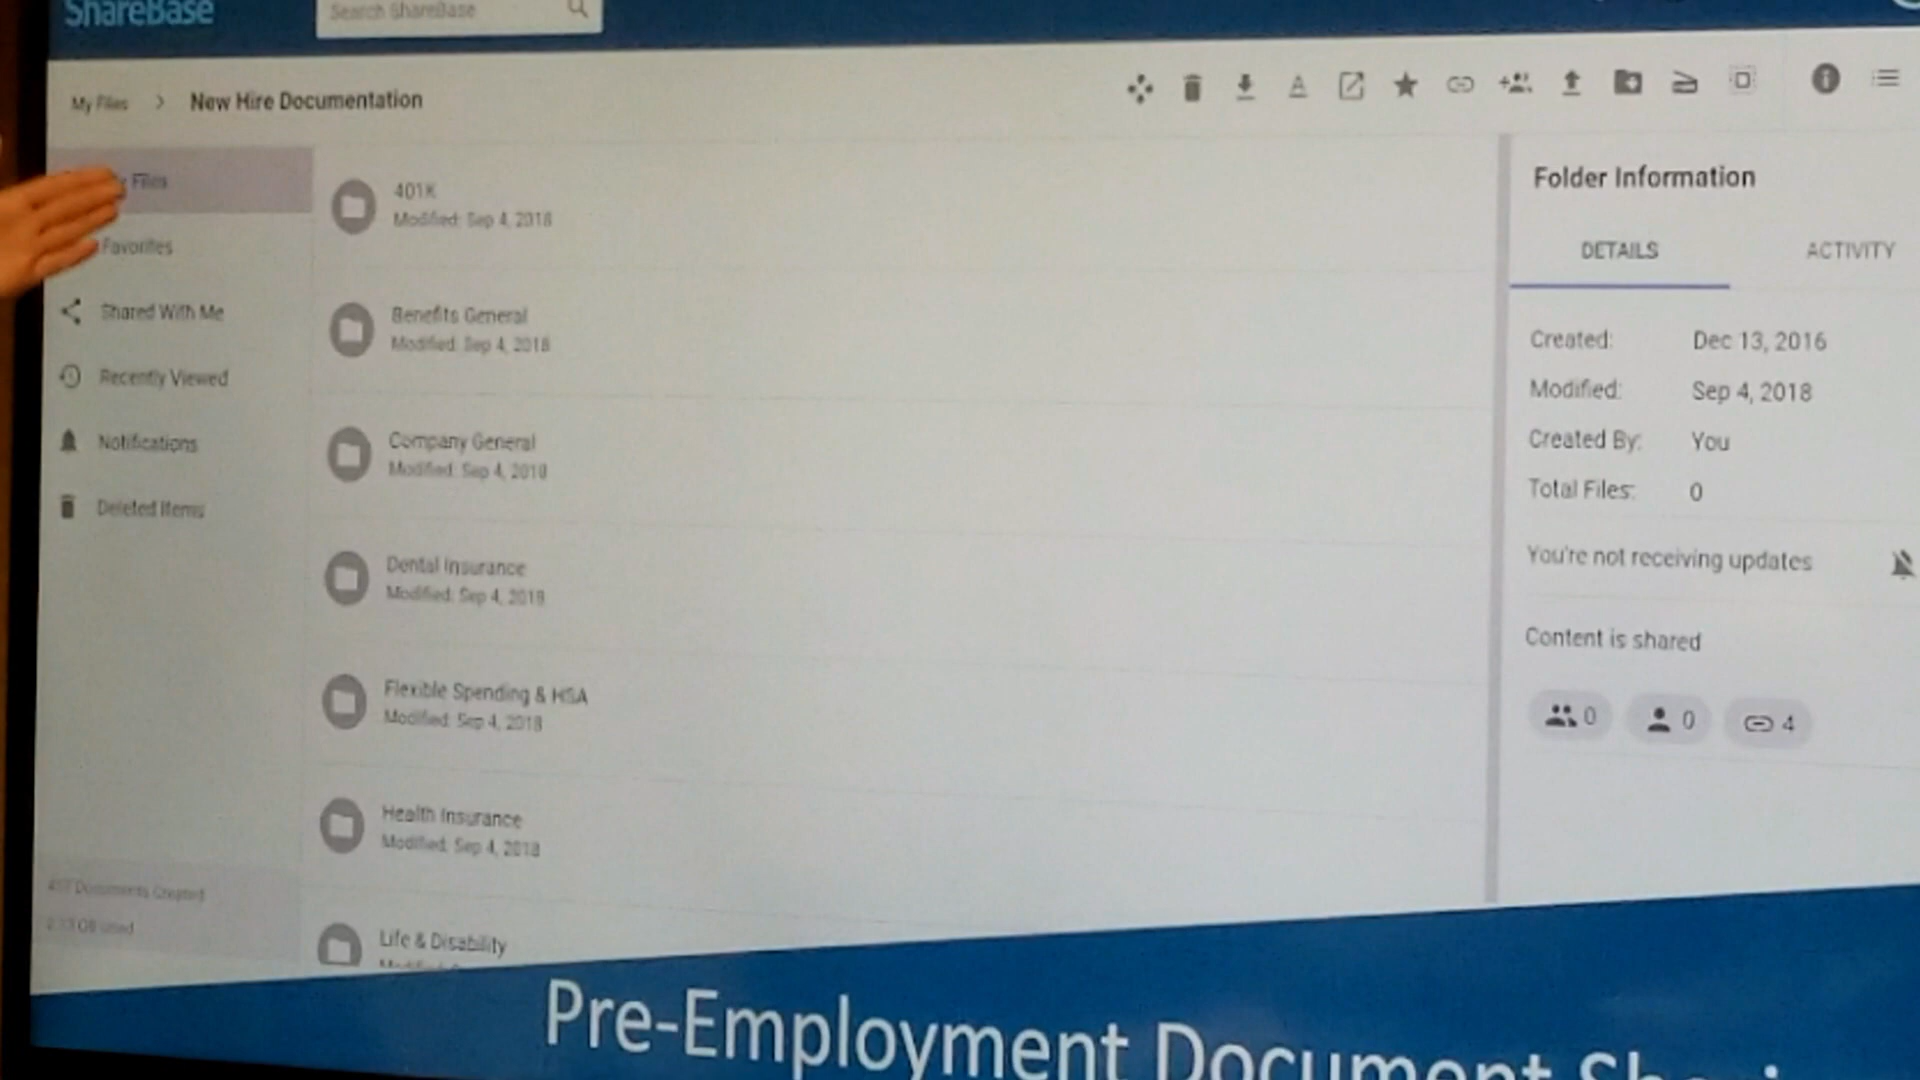 ShareBase
Search ShareBase
My Files > New Hire Documentation
Files
Favorites
Shared With Me
Recently Viewed
Notifications
Deleted Items
Documents Created
GB used
401K
Modified: Sep 4, 2018
Benefits General
Modified: Sep 4, 2018
Company General
Modified: Sep 4, 2018
Dental Insurance
Modified: Sep 4, 2018
Flexible Spending & HSA
Modified: Sep 4, 2018
Health Insurance
Modified: Sep 4, 2018
Life & Disability
Folder Information
DETAILS ACTIVITY
Created: Dec 13, 2016
Modified: Sep 4, 2018
Created By: You
Total Files: 0
You're not receiving updates
Content is shared
0 0 4
Pre-Employment Document